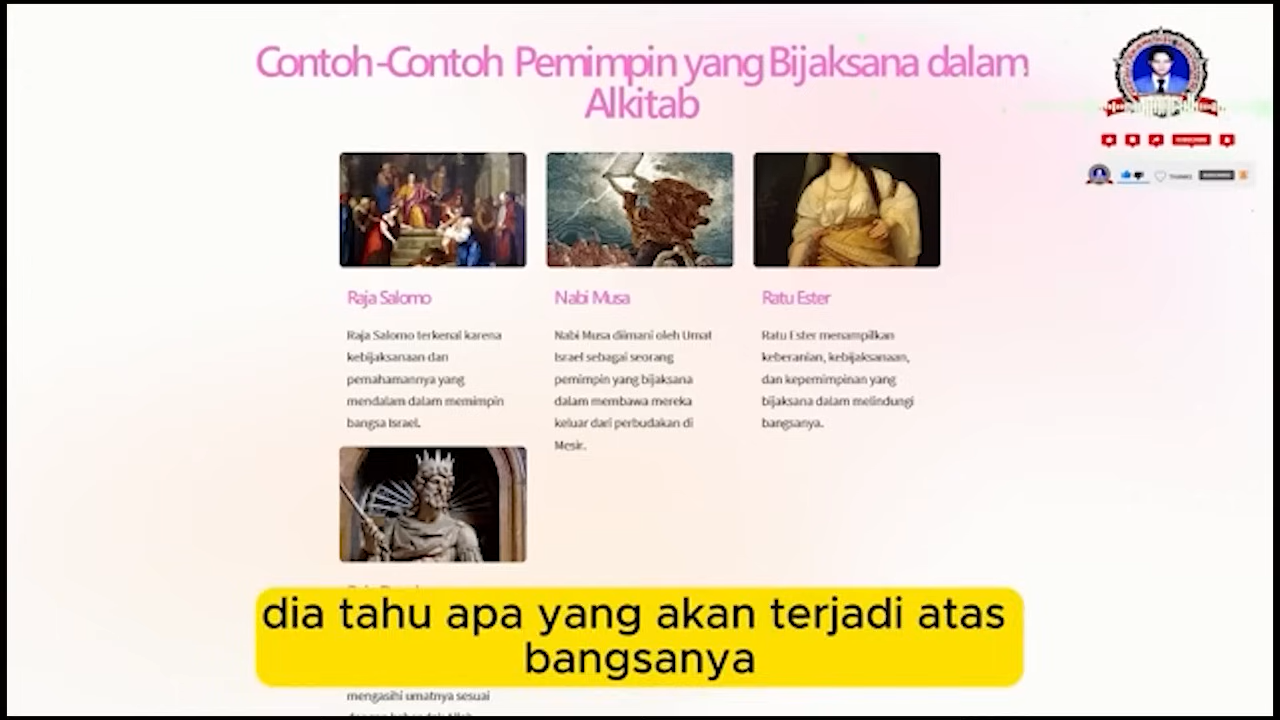 Contoh-Contoh Pemimpin yang Bijaksana dalam
Alkitab
Raja Salomo
Raja Salomo terkenal karena
kebijaksanaan dan
pemahamannya yang
mendalam dalam memimpin
bangsa Israel.
Nabi Musa
Nabi Musa diimani oleh Umat
Israel sebagai seorang
pemimpin yang bijaksana
dalam membawa mereka
keluar dari perbudakan di
Mesir.
Ratu Ester
Ratu Ester menampilkan
keberanian, kebijaksanaan,
dan kepemimpinan yang
bijaksana dalam melindungi
bangsanya.
dia tahu apa yang akan terjadi atas
bangsanya
mengasihi umatnya sesuai